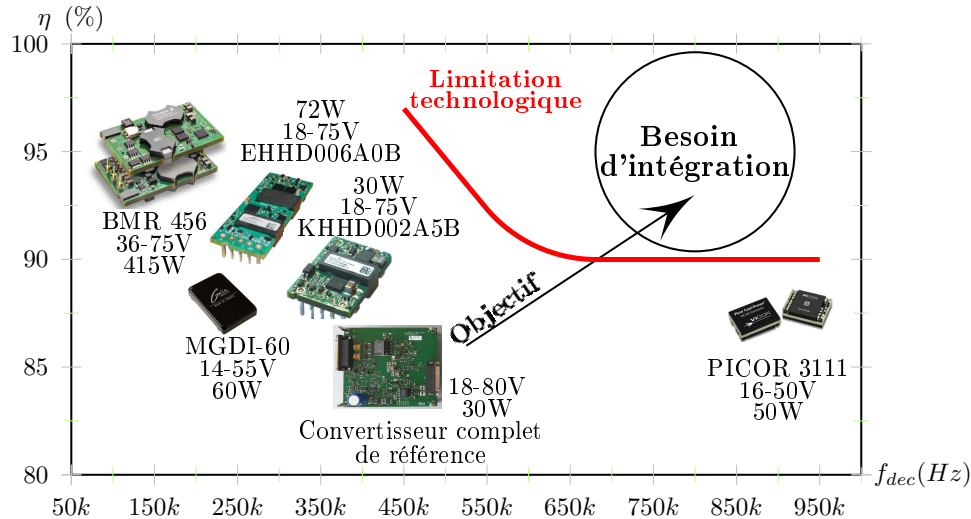 η (%)
100
95
90
85
80
50k 150k 250k 350k 450k 550k 650k 750k 850k 950k
f_dec(Hz)
Limitation
technologique
Besoin
d'intégration
Objectif
72W
18-75V
EHHD006A0B
30W
18-75V
KHHD002A5B
BMR 456
36-75V
415W
MGDI-60
14-55V
60W
18-80V
30W
Convertisseur complet
de référence
PICOR 3111
16-50V
50W
GAIA
VICOR